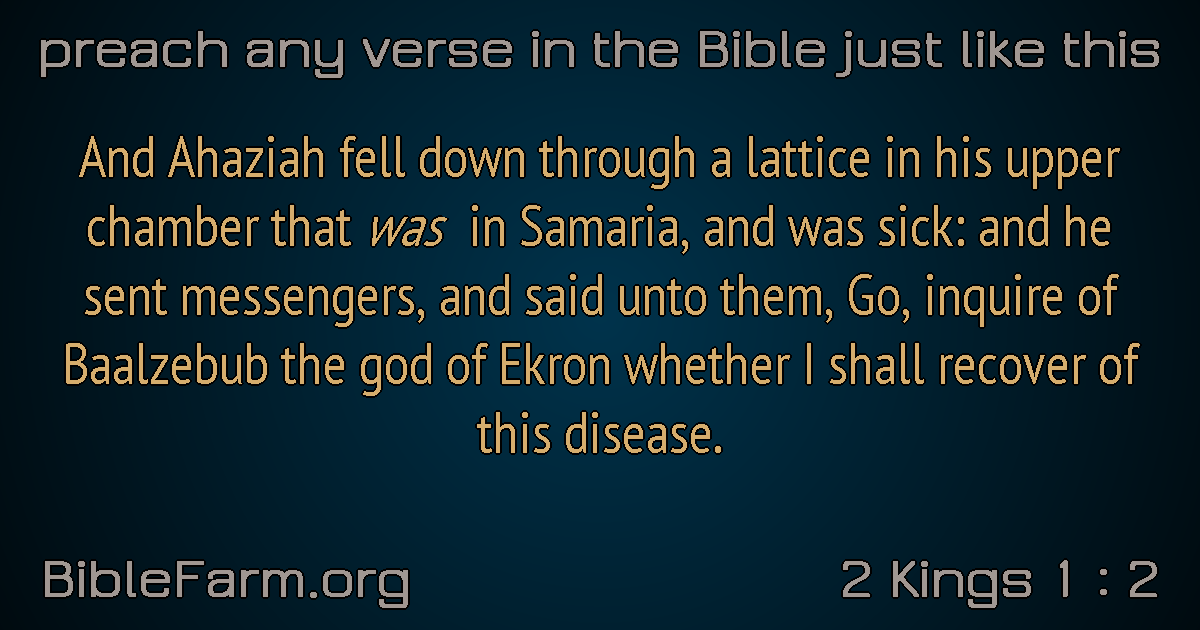 preach any verse in the Bible just like this
And Ahaziah fell down through a lattice in his upper
chamber that was in Samaria, and was sick: and he
sent messengers, and said unto them, Go, inquire of
Baalzebub the god of Ekron whether I shall recover of
this disease.
BibleFarm.org
2 Kings 1 : 2